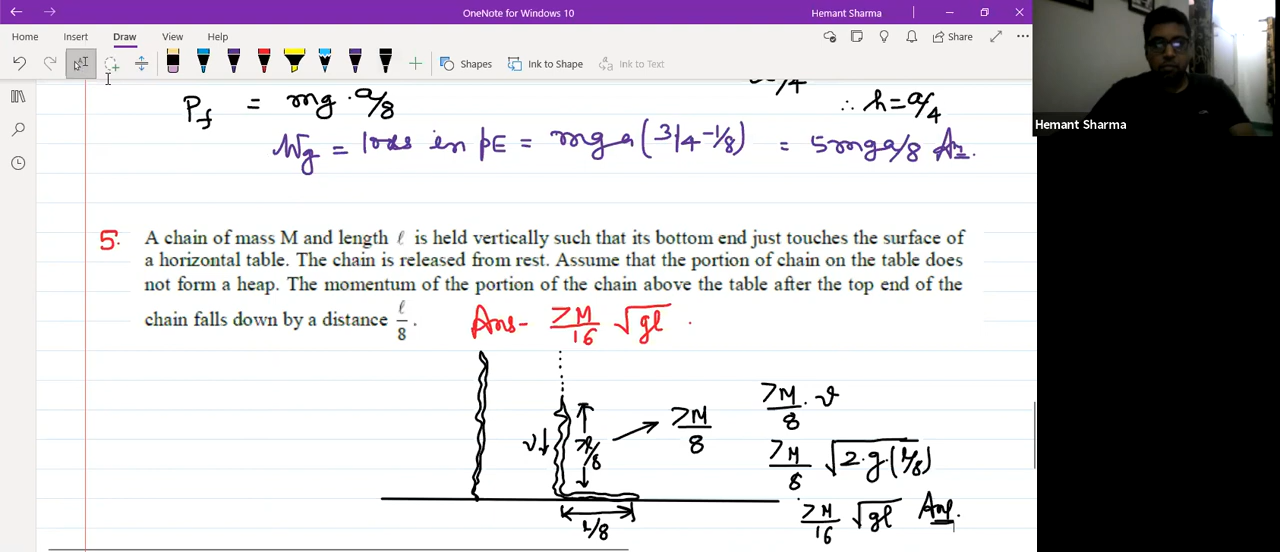 OneNote for Windows 10
Hemant Sharma
Home Insert Draw View Help
Share
Shapes Ink to Shape Ink to Text
P_f = mg · a/8
∴ h = a/4
W_g = loss in PE = mga (3/4 - 1/8) = 5mga/8 Ans.
5. A chain of mass M and length ℓ is held vertically such that its bottom end just touches the surface of
a horizontal table. The chain is released from rest. Assume that the portion of chain on the table does
not form a heap. The momentum of the portion of the chain above the table after the top end of the
chain falls down by a distance ℓ/8 .
Ans- 7M/16 √gl .
7M/8 · v
v↓ 7l/8 → 7M/8
7M/8 √2·g·(l/8)
7M/16 √gl Ans.
l/8
Hemant Sharma